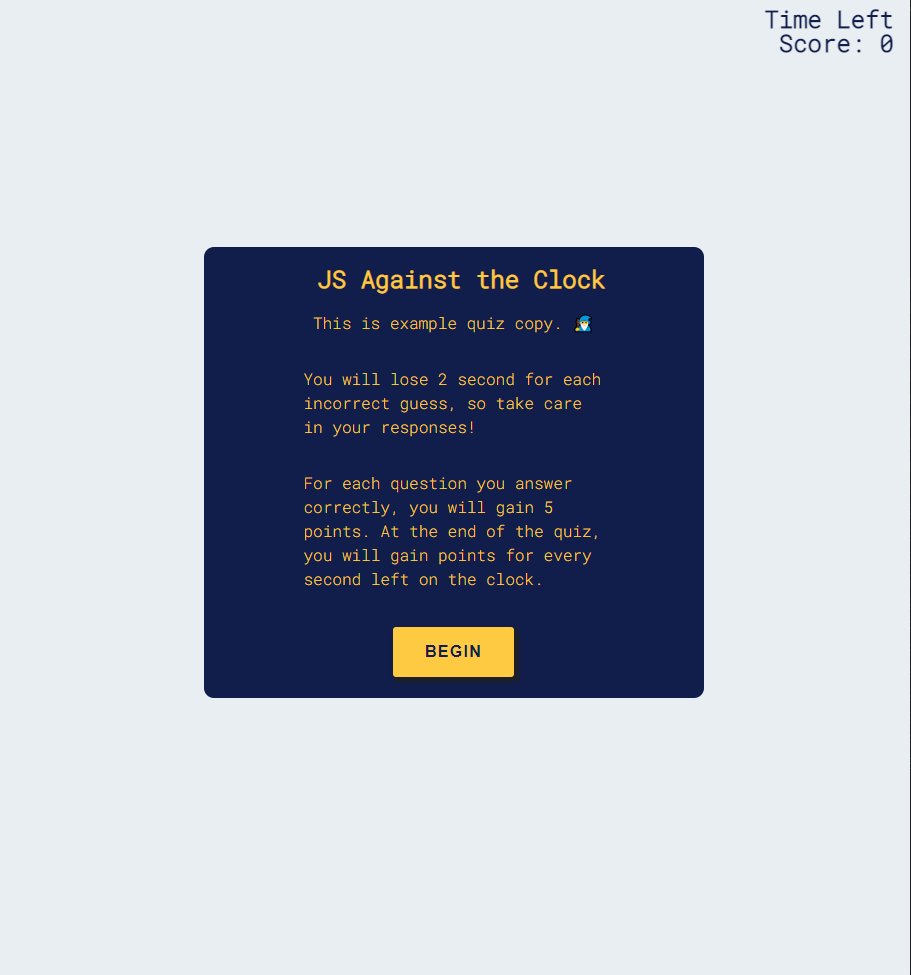 Time Left
Score: 0
JS Against the Clock
This is example quiz copy. 🧙
You will lose 2 second for each
incorrect guess, so take care
in your responses!
For each question you answer
correctly, you will gain 5
points. At the end of the quiz,
you will gain points for every
second left on the clock.
BEGIN